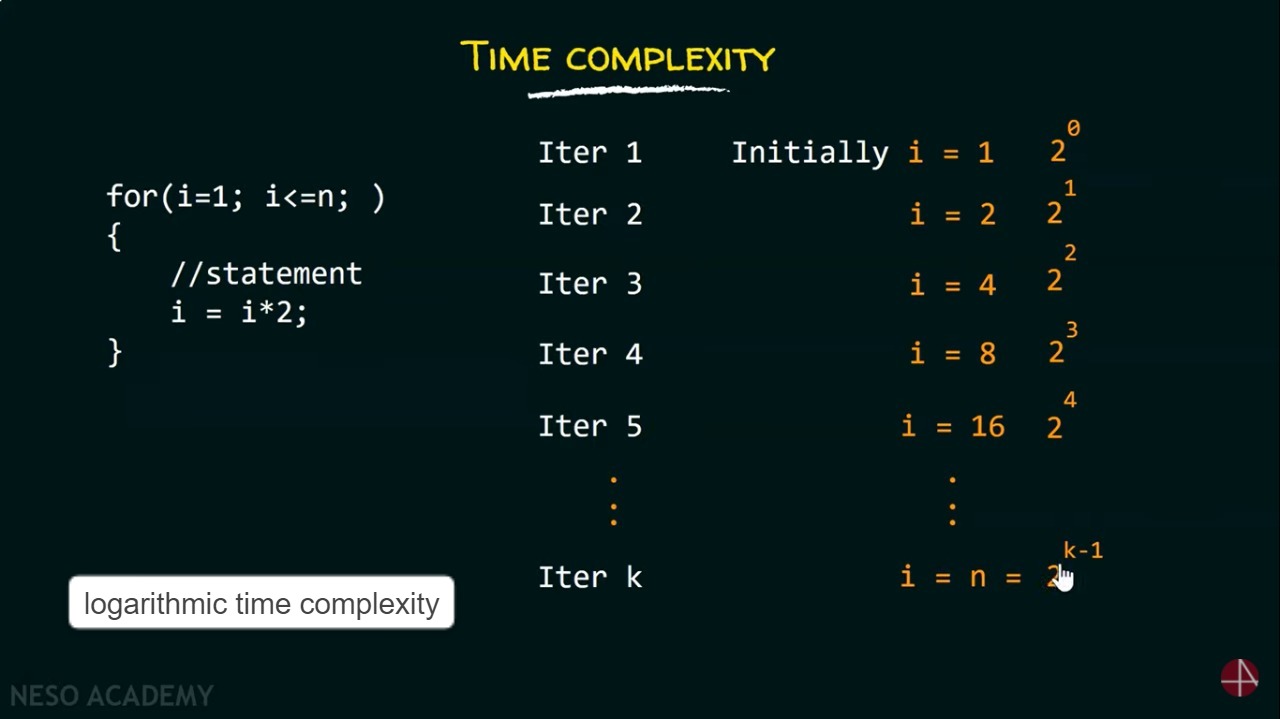 TIME COMPLEXITY
for(i=1; i<=n; )
{
//statement
i = i*2;
}
Iter 1 Initially i = 1 2^0
Iter 2 i = 2 2^1
Iter 3 i = 4 2^2
Iter 4 i = 8 2^3
Iter 5 i = 16 2^4
Iter k i = n = 2^k-1
logarithmic time complexity
NESO ACADEMY